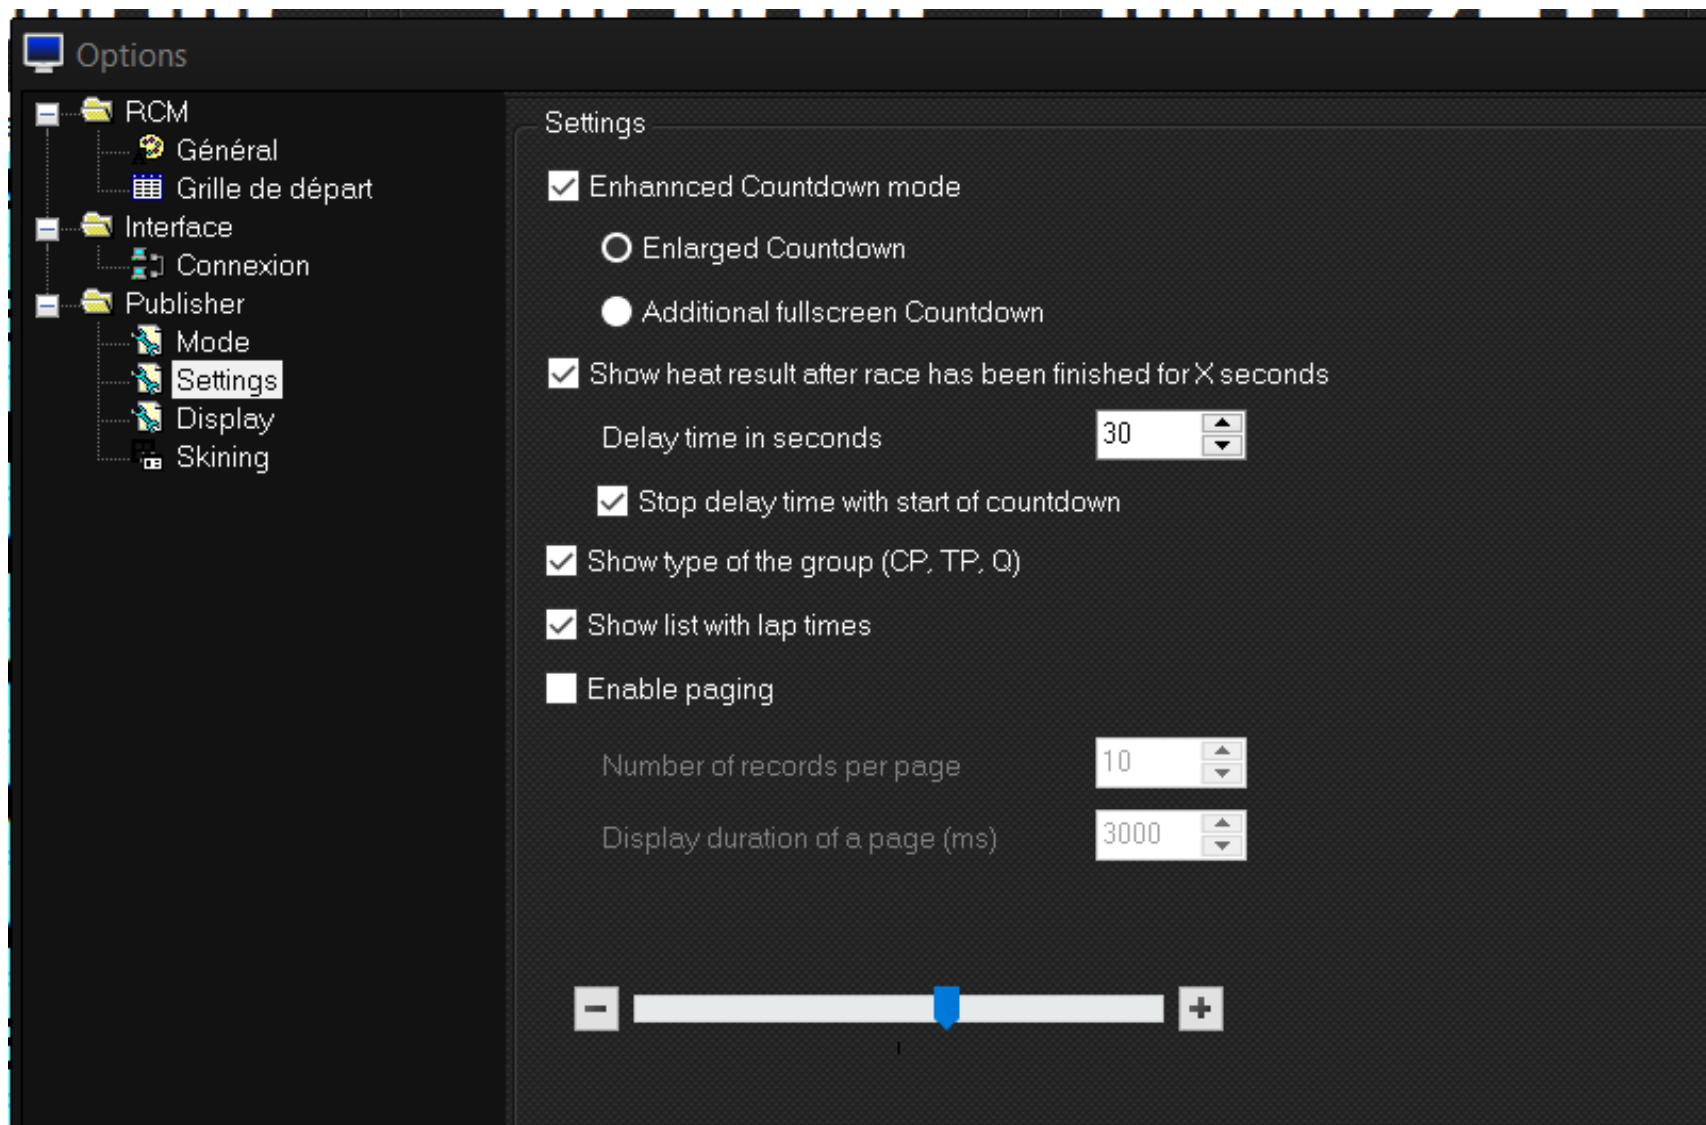 Options
RCM
Général
Grille de départ
Interface
Connexion
Publisher
Mode
Settings
Display
Skining
Settings
Enhannced Countdown mode
Enlarged Countdown
Additional fullscreen Countdown
Show heat result after race has been finished for X seconds
Delay time in seconds 30
Stop delay time with start of countdown
Show type of the group (CP, TP, Q)
Show list with lap times
Enable paging
Number of records per page 10
Display duration of a page (ms) 3000